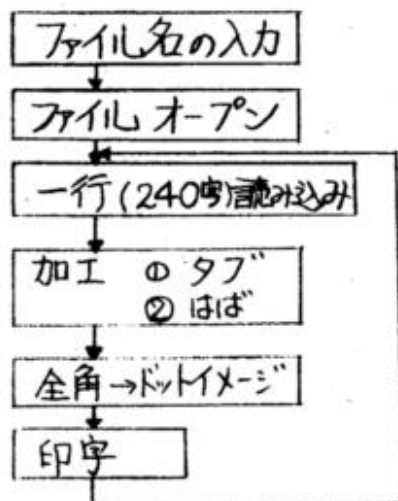 ファイル名の入力
ファイル オープン
一行(240字)読み込み
加工 ① タブ
② はば
全角→ドットイメージ
印字